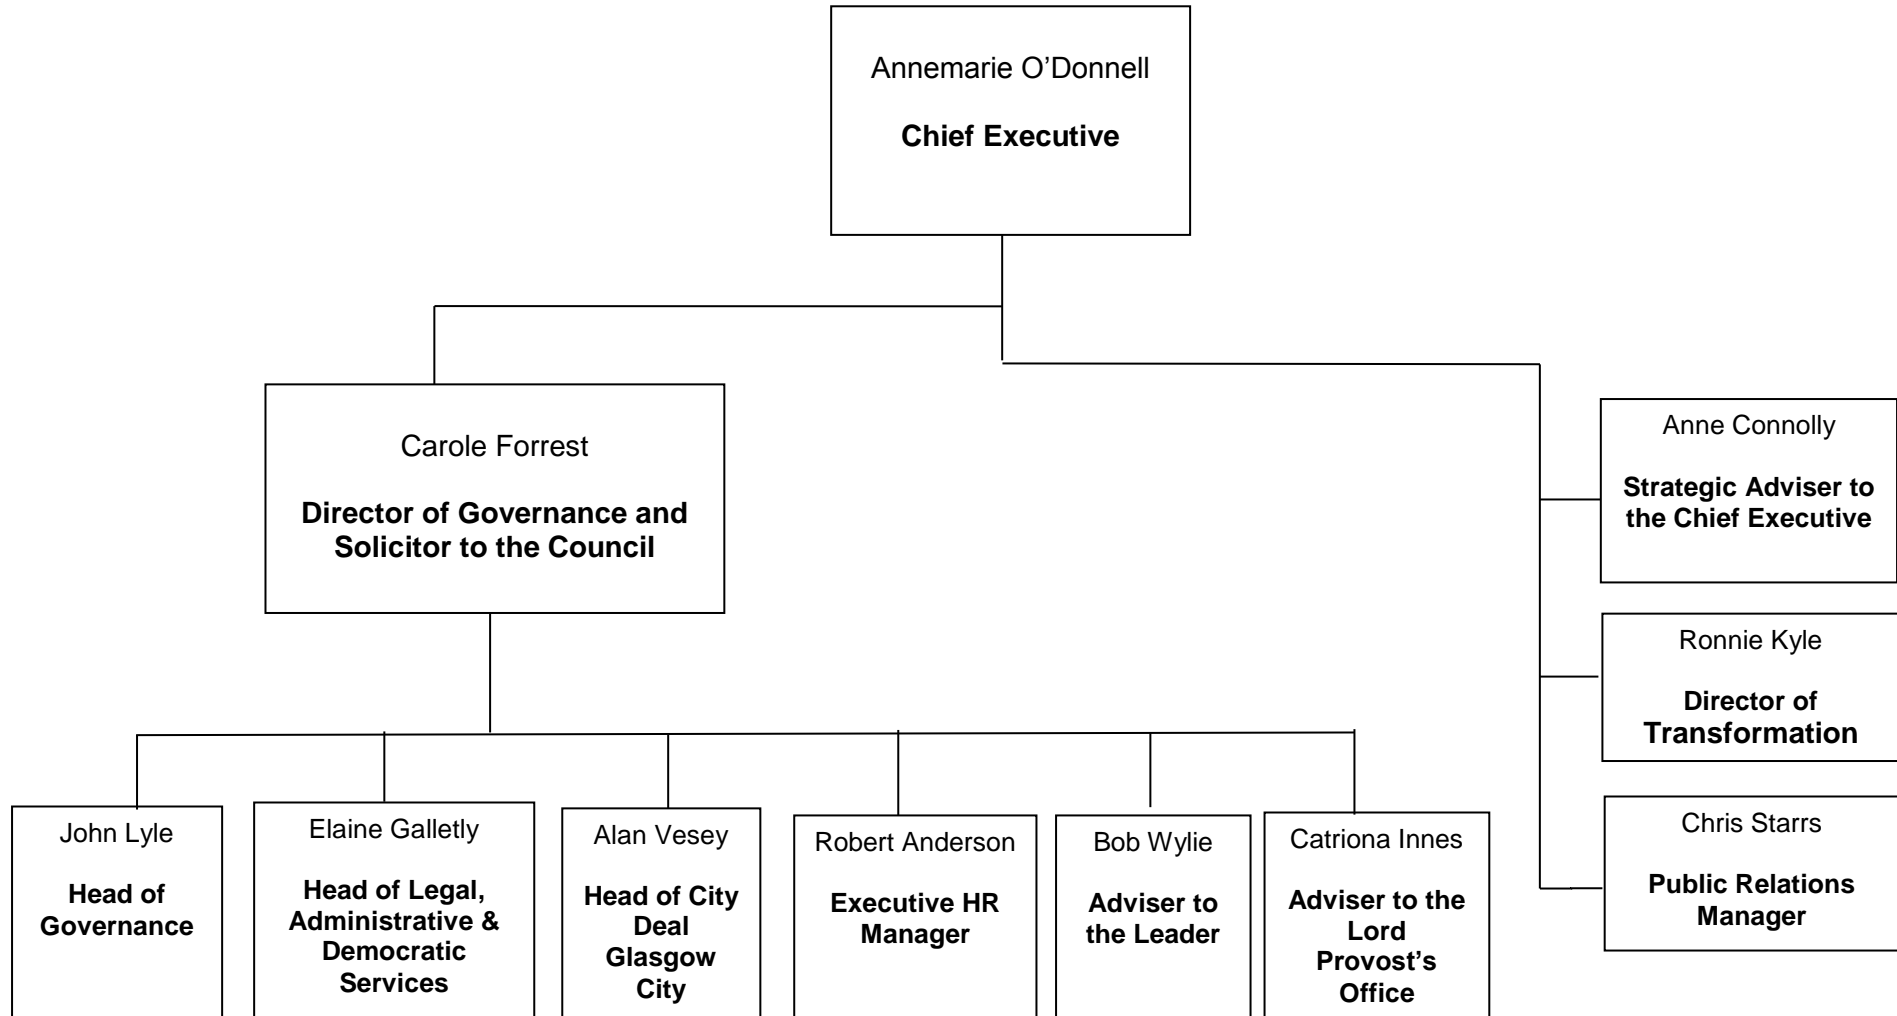 Annemarie O’Donnell
Chief Executive
Carole Forrest
Director of Governance and
Solicitor to the Council
Anne Connolly
Strategic Adviser to
the Chief Executive
Ronnie Kyle
Director of
Transformation
Chris Starrs
Public Relations
Manager
John Lyle
Head of
Governance
Elaine Galletly
Head of Legal,
Administrative &
Democratic
Services
Alan Vesey
Head of City
Deal
Glasgow
City
Robert Anderson
Executive HR
Manager
Bob Wylie
Adviser to
the Leader
Catriona Innes
Adviser to the
Lord
Provost’s
Office